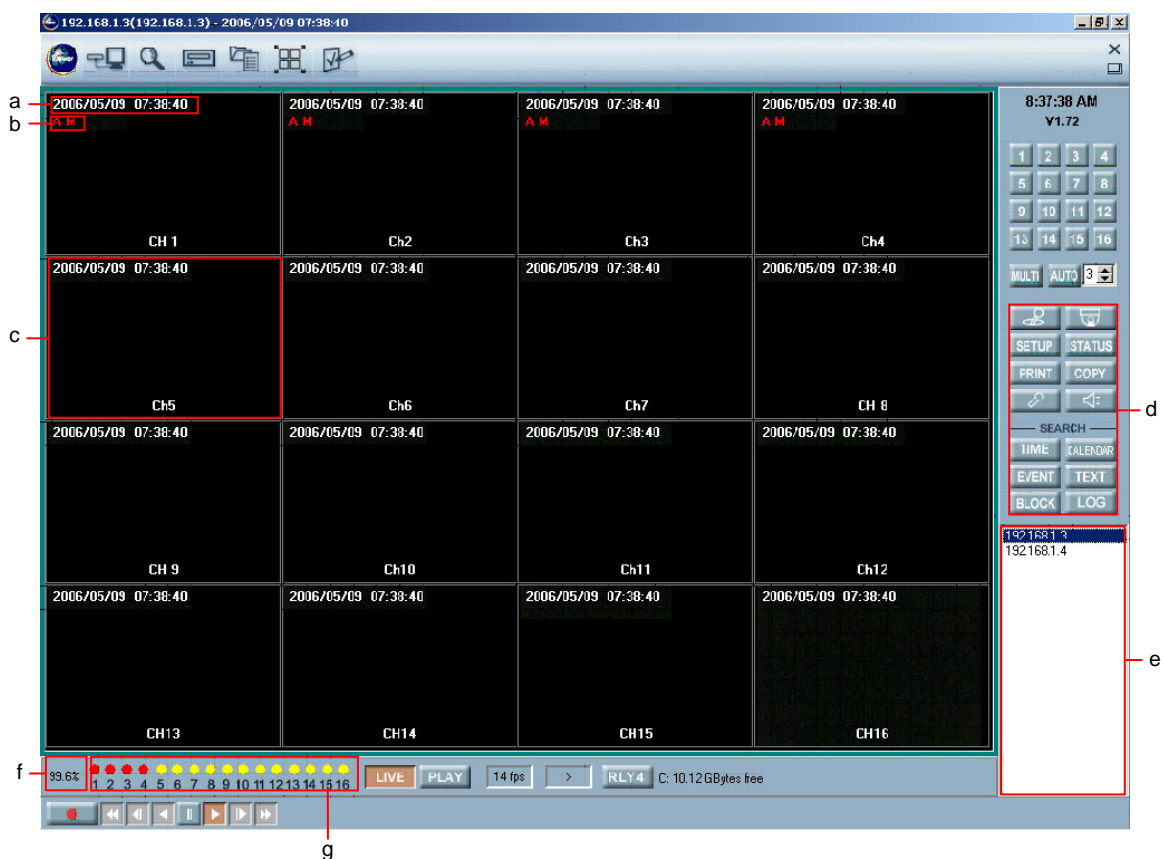 192.168.1.3(192.168.1.3) - 2006/05/09 07:38:40
a
2006/05/09 07:38:40
2006/05/09 07:38:40
2006/05/09 07:38:40
2006/05/09 07:38:40
8:37:38 AM
b
A M
A M
A M
A M
V1.72
1 2 3 4
5 6 7 8
9 10 11 12
13 14 15 16
CH 1
Ch2
Ch3
Ch4
2006/05/09 07:38:40
2006/05/09 07:38:40
2006/05/09 07:38:40
2006/05/09 07:38:40
MULTI AUTO 3
c
SETUP STATUS
PRINT COPY
Ch5
Ch6
Ch7
CH 8
d
SEARCH
2006/05/09 07:38:40
2006/05/09 07:38:40
2006/05/09 07:38:40
2006/05/09 07:38:40
TIME CALENDAR
EVENT TEXT
BLOCK LOG
192.168.1.3
192.168.1.4
CH 9
Ch10
Ch11
Ch12
2006/05/09 07:38:40
2006/05/09 07:38:40
2006/05/09 07:38:40
2006/05/09 07:38:40
e
CH13
CH14
CH15
CH16
f
99.6%
1 2 3 4 5 6 7 8 9 10 11 12 13 14 15 16
LIVE PLAY 14 fps > RLY4 C: 10.12 GBytes free
g